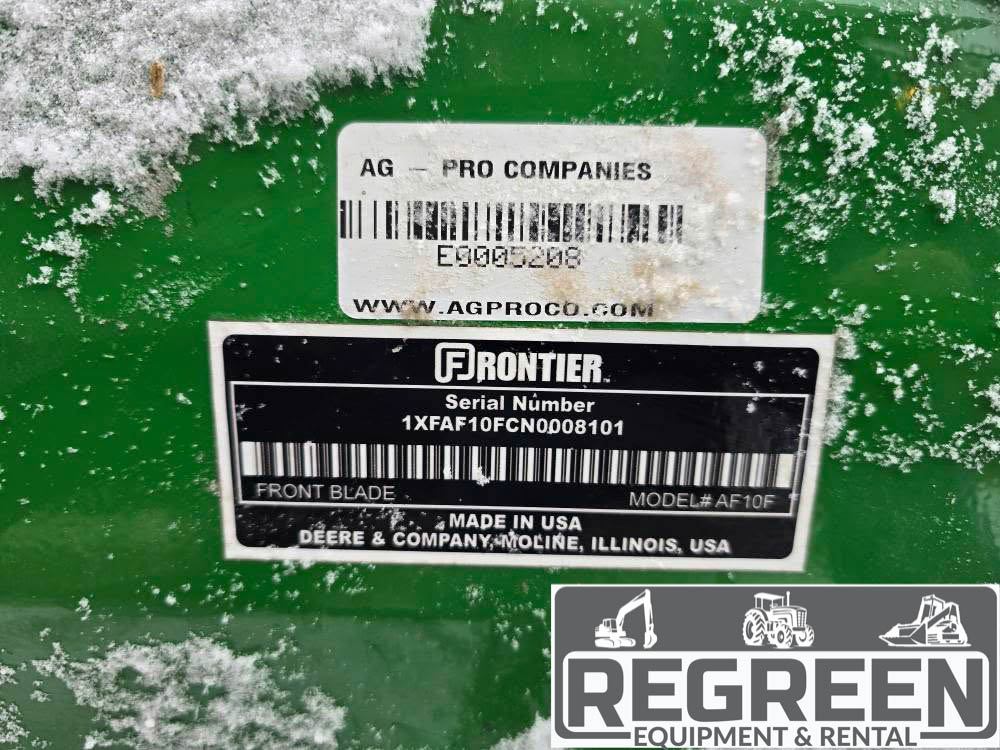 AG – PRO COMPANIES
E0005208
WWW.AGPROCO.COM
FRONTIER
Serial Number
1XFAF10FCN0008101
FRONT BLADE MODEL# AF10F
MADE IN USA
DEERE & COMPANY, MOLINE, ILLINOIS, USA
REGREEN
EQUIPMENT & RENTAL